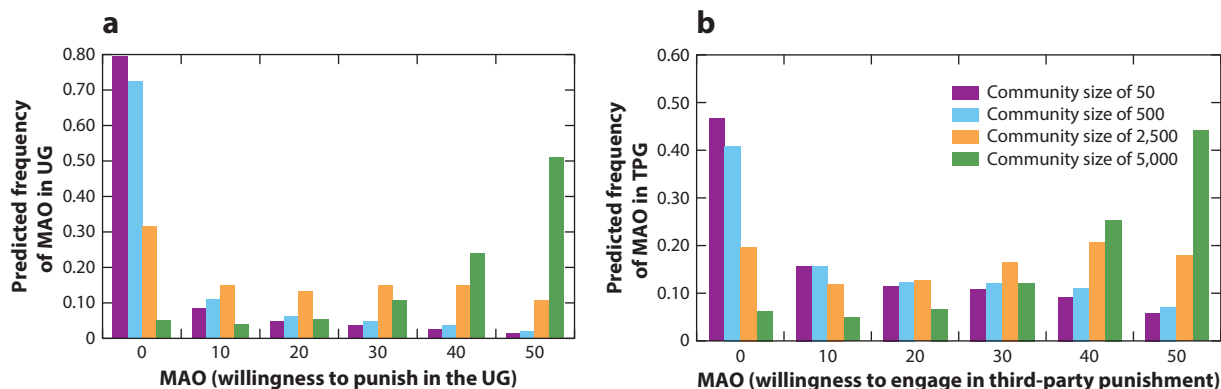 a
Predicted frequency
of MAO in UG
0.80
0.70
0.60
0.50
0.40
0.30
0.20
0.10
0
0
10
20
30
40
50
MAO (willingness to punish in the UG)
b
Predicted frequency
of MAO in TPG
0.60
0.50
0.40
0.30
0.20
0.10
0
Community size of 50
Community size of 500
Community size of 2,500
Community size of 5,000
0
10
20
30
40
50
MAO (willingness to engage in third-party punishment)